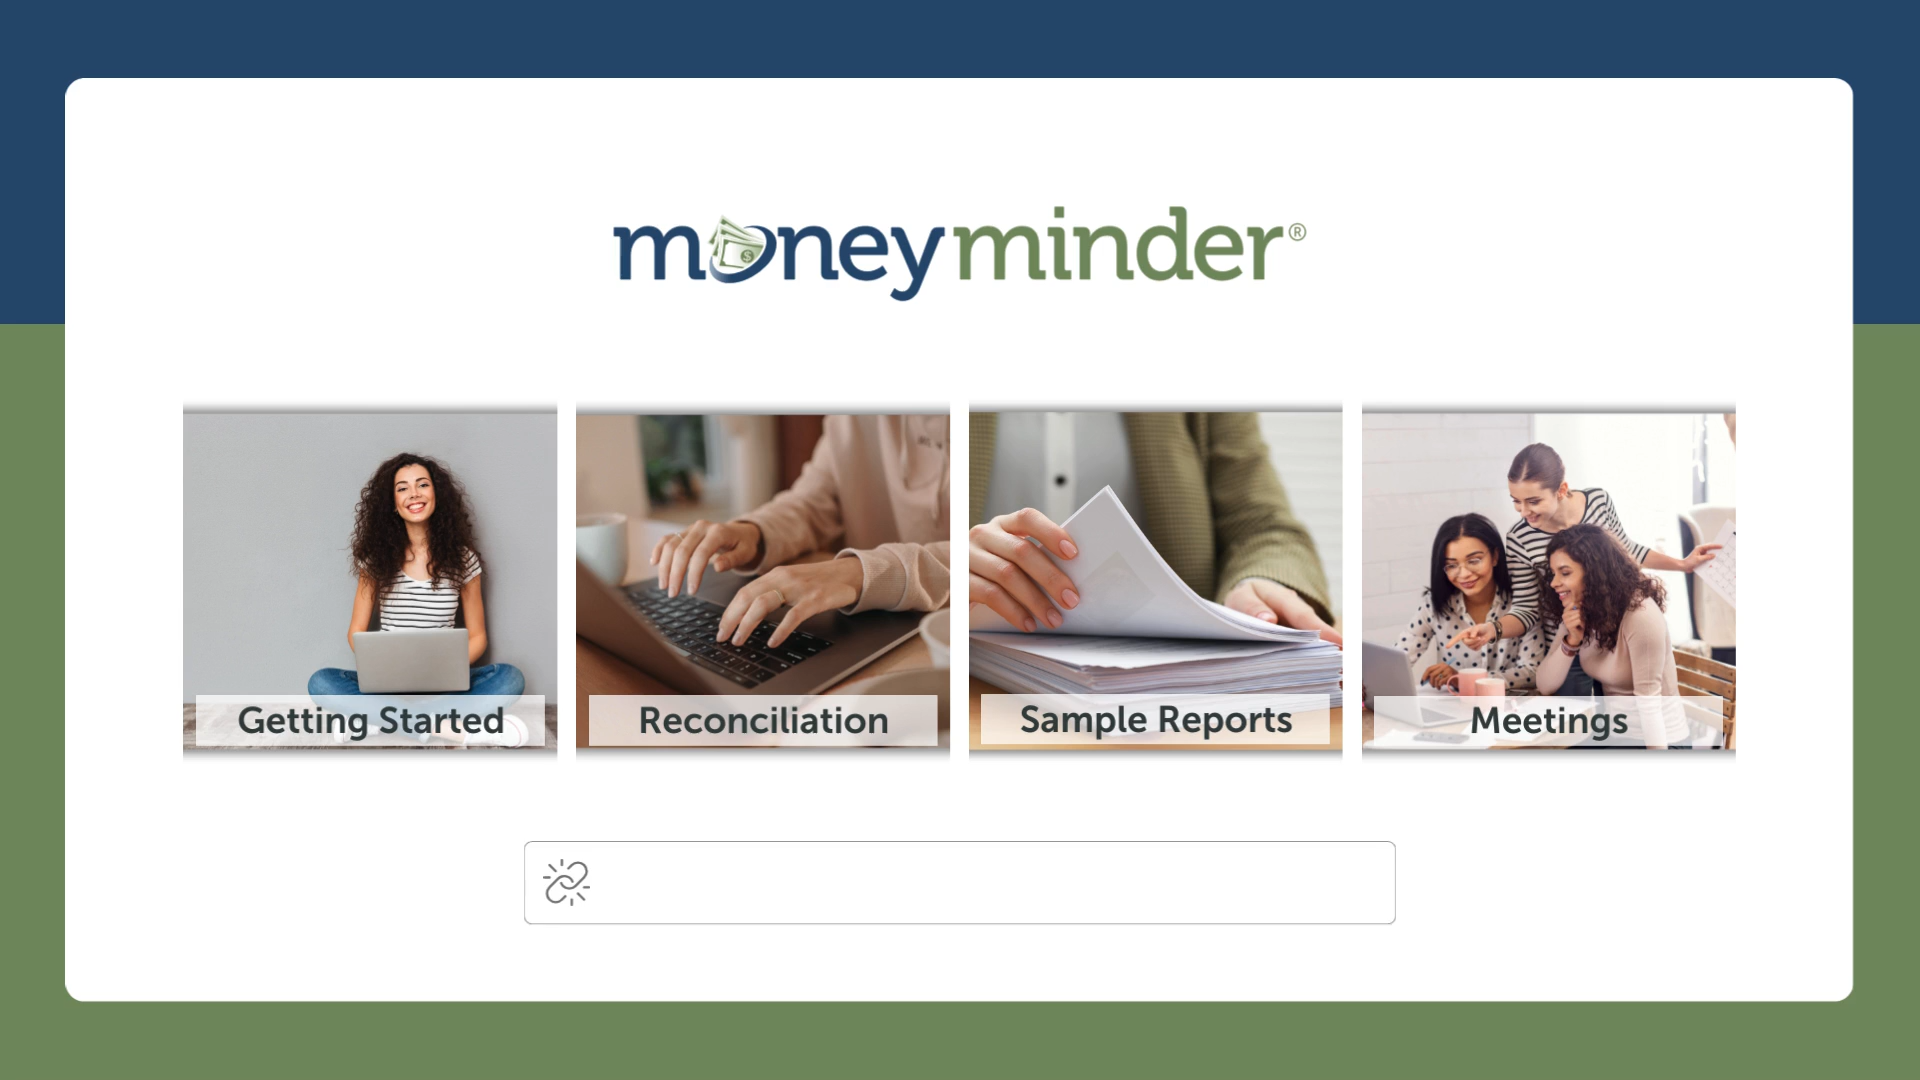 moneyminder®
Getting Started
Reconciliation
Sample Reports
Meetings